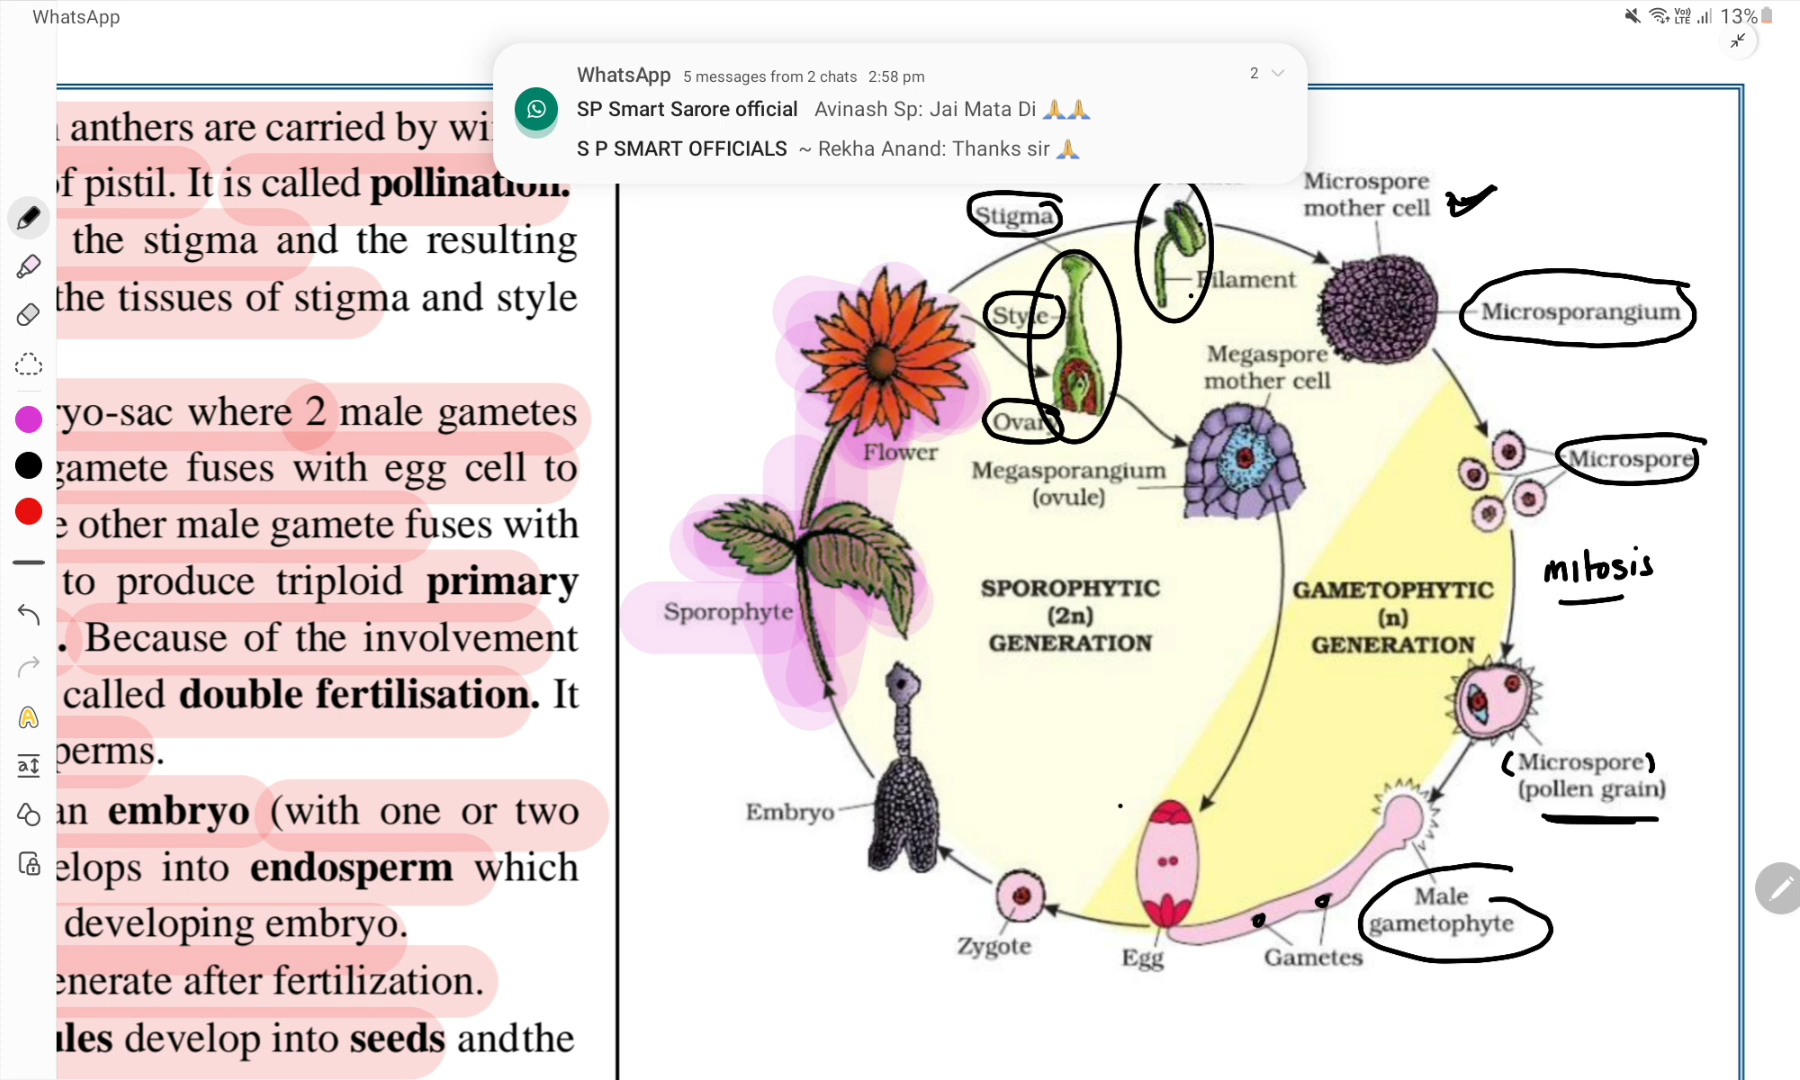 WhatsApp
VoD LTE 13%
WhatsApp 5 messages from 2 chats 2:58 pm 2
SP Smart Sarore official Avinash Sp: Jai Mata Di 🙏🙏
S P SMART OFFICIALS ~ Rekha Anand: Thanks sir 🙏
anthers are carried by
of pistil. It is called pollination.
the stigma and the resulting
the tissues of stigma and style
ryo-sac where 2 male gametes
gamete fuses with egg cell to
other male gamete fuses with
to produce triploid primary
. Because of the involvement
called double fertilisation. It
perms.
an embryo (with one or two
elops into endosperm which
developing embryo.
enerate after fertilization.
ules develop into seeds andthe
Stigma
Style
Ovary
Filament
Microspore
mother cell
Microsporangium
Megaspore
mother cell
Megasporangium
(ovule)
Microspore
Flower
Sporophyte
SPOROPHYTIC
(2n)
GENERATION
GAMETOPHYTIC
(n)
GENERATION
mitosis
(Microspore)
(pollen grain)
Male
gametophyte
Gametes
Egg
Zygote
Embryo